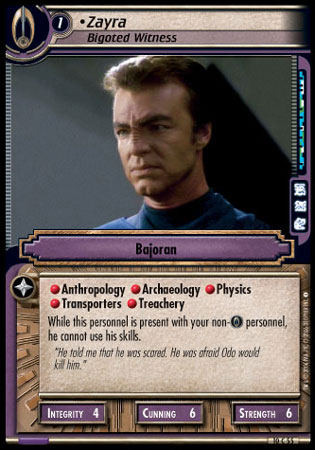 1
•Zayra
Bigoted Witness
Bajoran
•Anthropology •Archaeology •Physics
•Transporters •Treachery
While this personnel is present with your non- personnel,
he cannot use his skills.
"He told me that he was scared. He was afraid Odo would
kill him."
INTEGRITY 4 CUNNING 6 STRENGTH 6
10 C 55